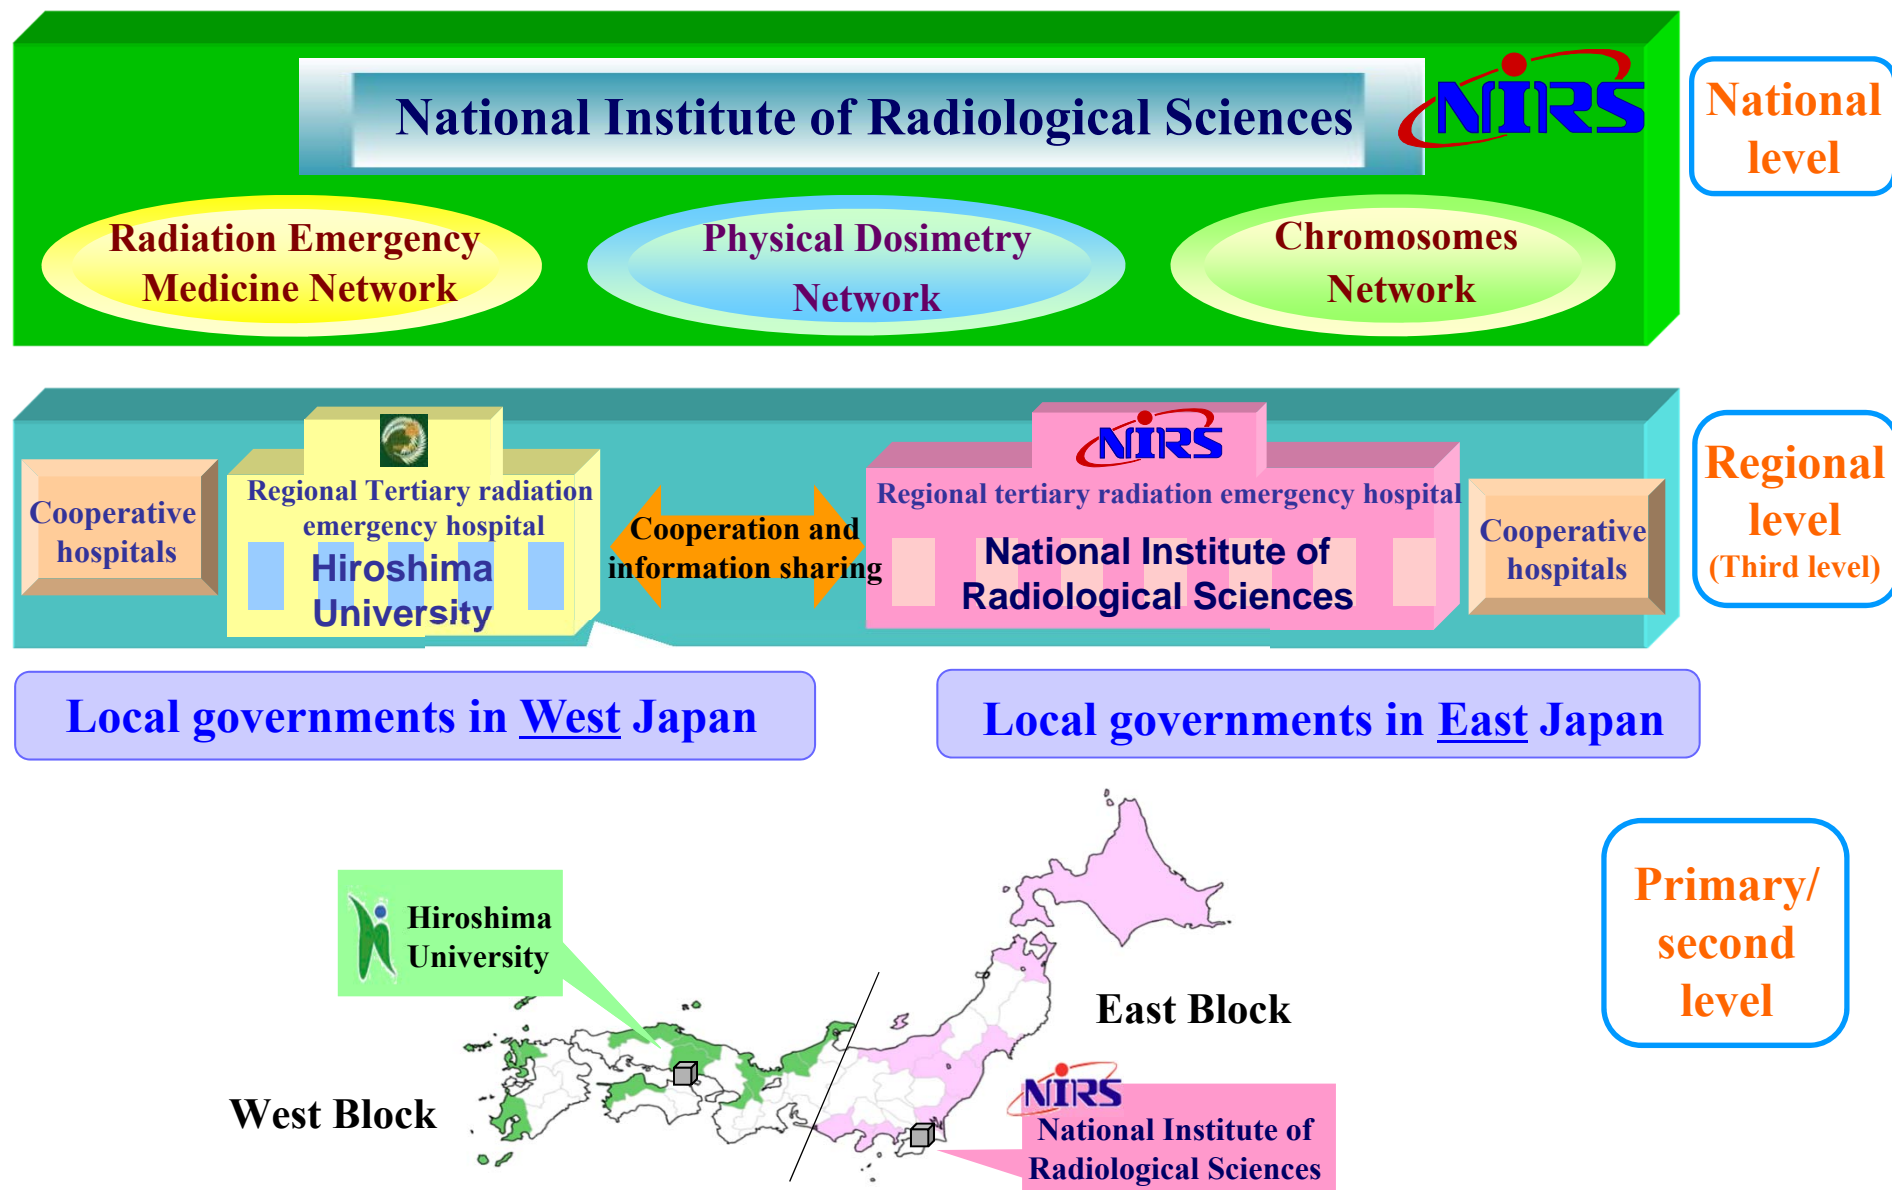 National Institute of Radiological Sciences
NIRS
National
level
Radiation Emergency
Medicine Network
Physical Dosimetry
Network
Chromosomes
Network
Cooperative
hospitals
Regional Tertiary radiation
emergency hospital
Hiroshima
University
Cooperation and
information sharing
NIRS
Regional tertiary radiation emergency hospital
National Institute of
Radiological Sciences
Cooperative
hospitals
Regional
level
(Third level)
Local governments in West Japan
Local governments in East Japan
Hiroshima
University
East Block
West Block
NIRS
National Institute of
Radiological Sciences
Primary/
second
level